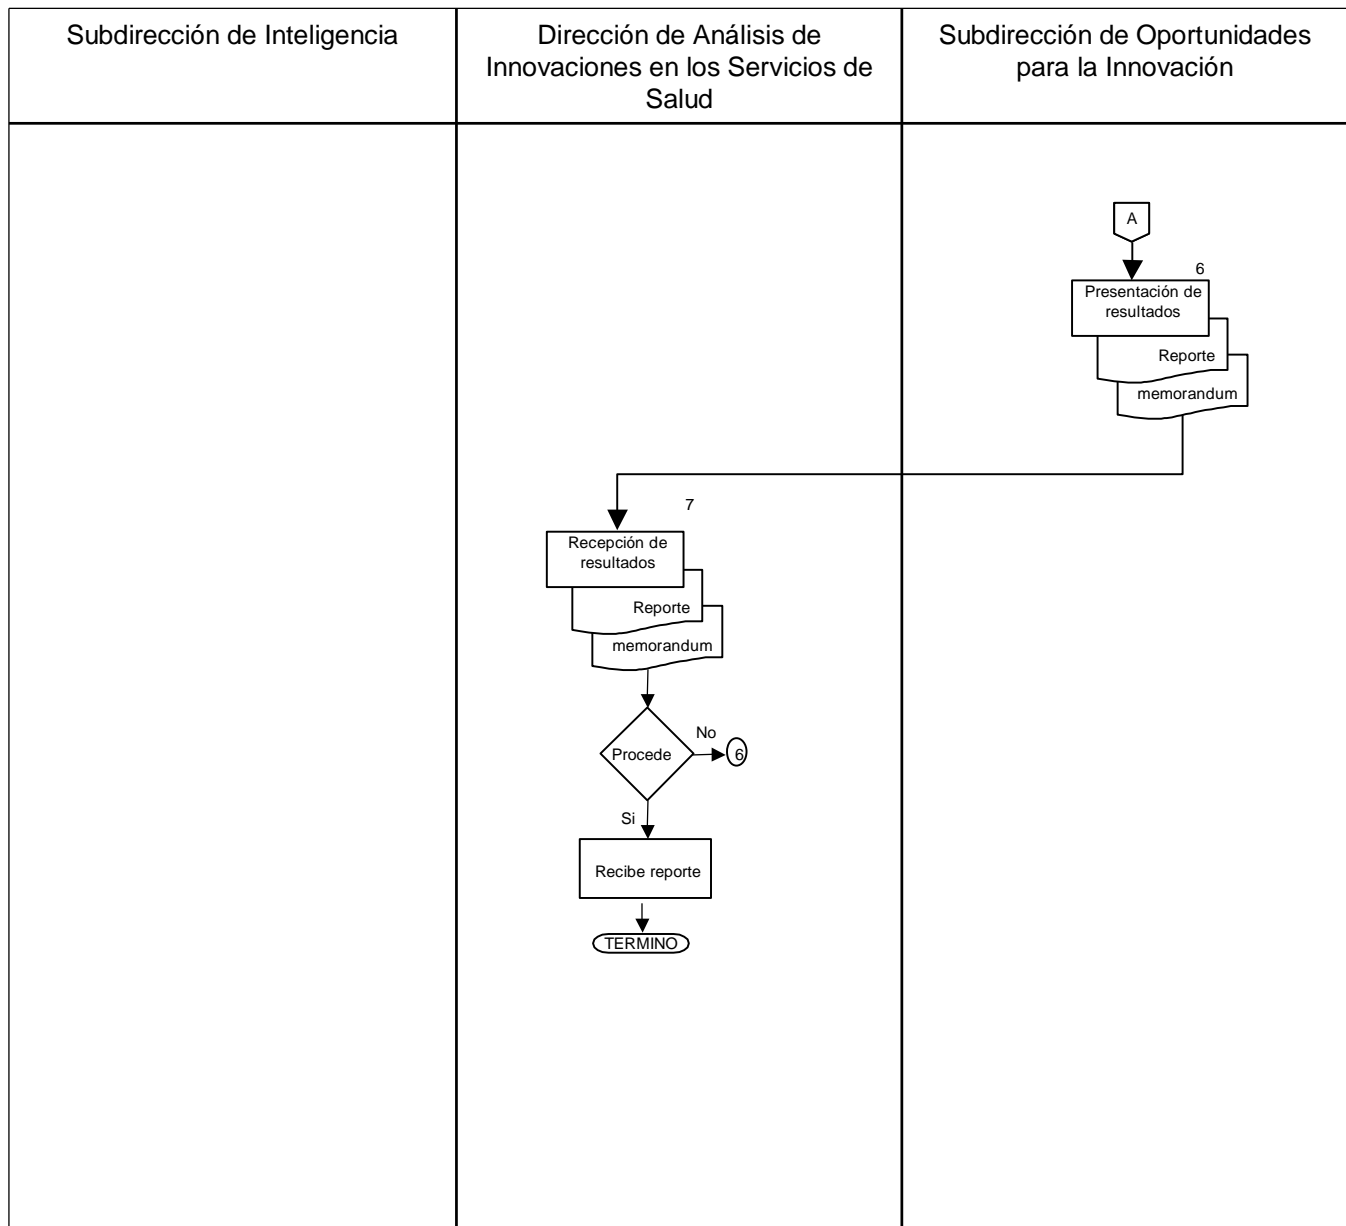 Subdirección de Inteligencia
Dirección de Análisis de
Innovaciones en los Servicios de
Salud
Subdirección de Oportunidades
para la Innovación
A
6
Presentación de
resultados
Reporte
memorandum
7
Recepción de
resultados
Reporte
memorandum
Procede
No
6
Si
Recibe reporte
TERMINO